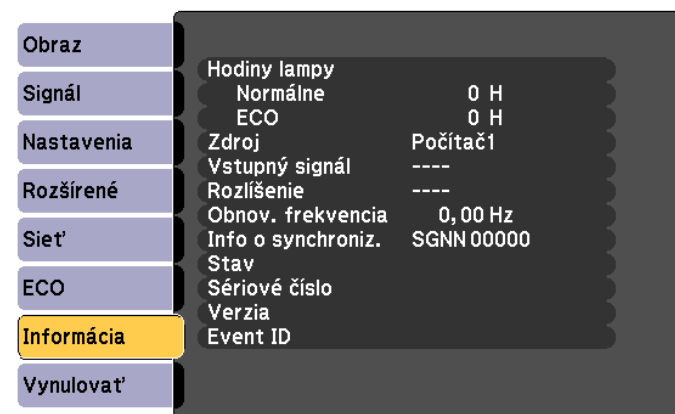 Obraz
Signál
Nastavenia
Rozšírené
Sieť
ECO
Informácia
Vynulovať
Hodiny lampy
Normálne 0 H
ECO 0 H
Zdroj Počítač1
Vstupný signál ----
Rozlíšenie ----
Obnov. frekvencia 0,00 Hz
Info o synchroniz. SGNN 00000
Stav
Sériové číslo
Verzia
Event ID